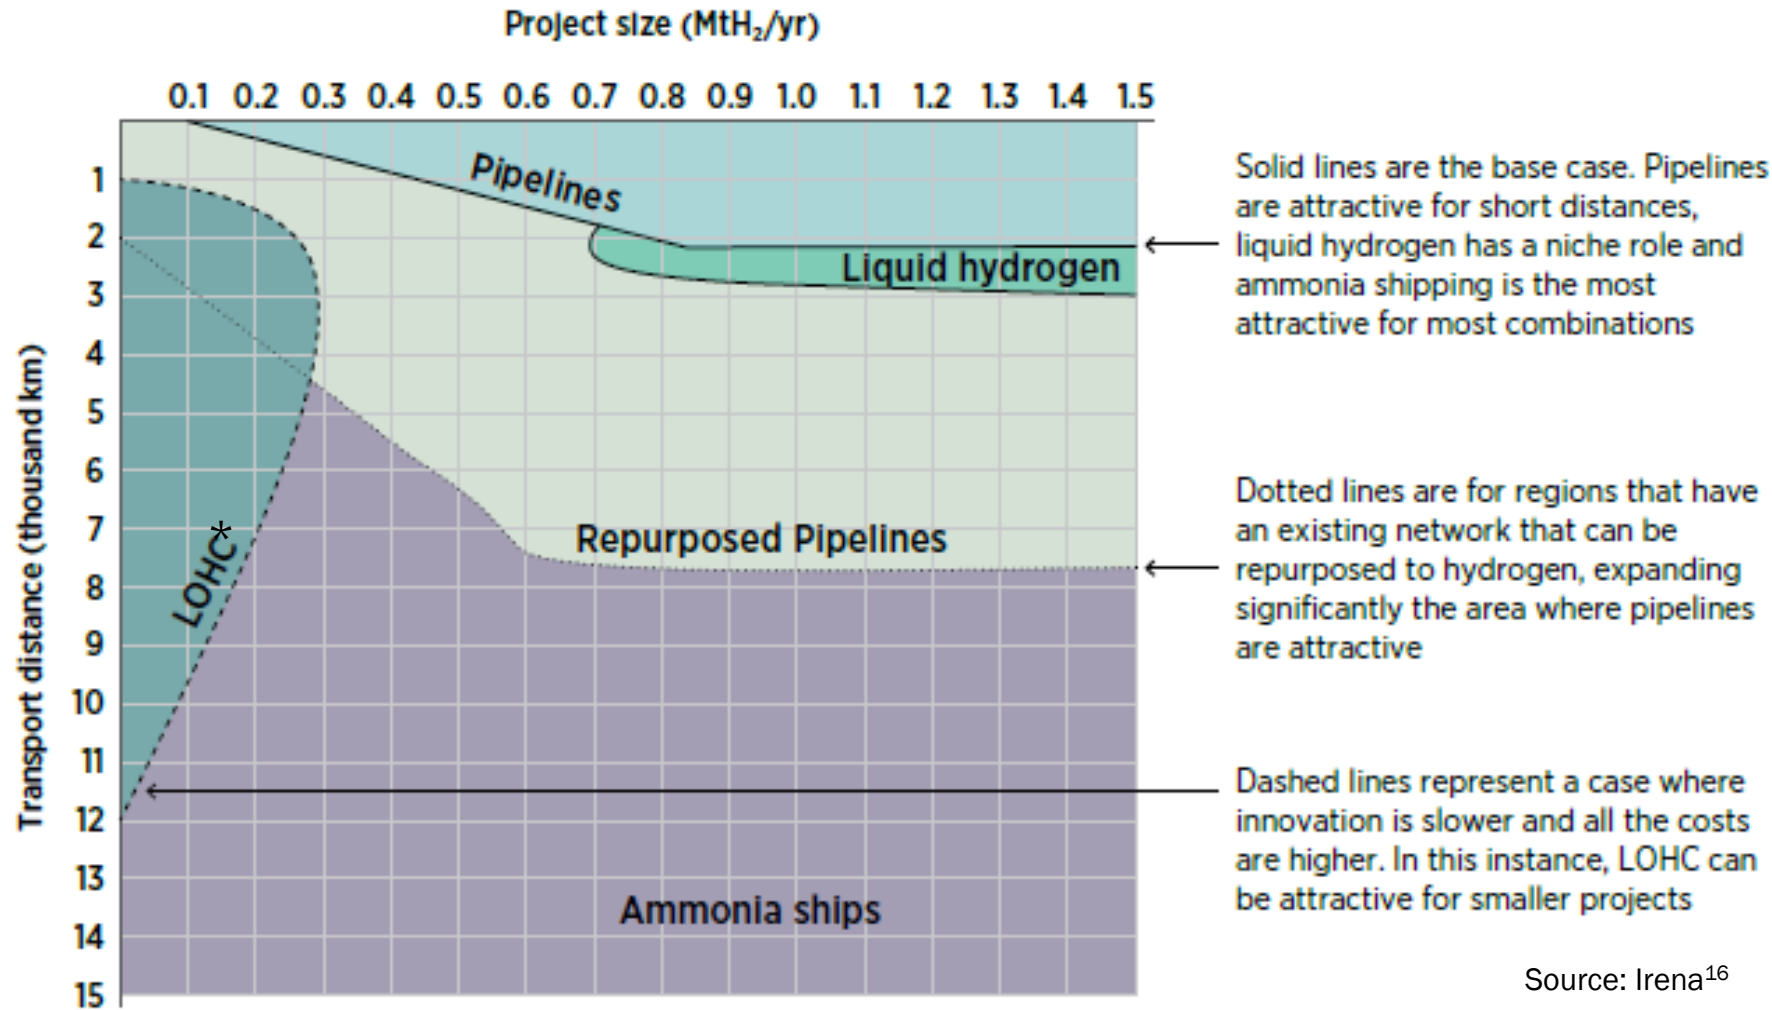 Project size (MtH₂/yr)
0.1 0.2 0.3 0.4 0.5 0.6 0.7 0.8 0.9 1.0 1.1 1.2 1.3 1.4 1.5
Transport distance (thousand km)
1
2
3
4
5
6
7
8
9
10
11
12
13
14
15
Pipelines
Liquid hydrogen
LOHC*
Repurposed Pipelines
Ammonia ships
Solid lines are the base case. Pipelines
are attractive for short distances,
liquid hydrogen has a niche role and
ammonia shipping is the most
attractive for most combinations
Dotted lines are for regions that have
an existing network that can be
repurposed to hydrogen, expanding
significantly the area where pipelines
are attractive
Dashed lines represent a case where
innovation is slower and all the costs
are higher. In this instance, LOHC can
be attractive for smaller projects
Source: Irena¹⁶